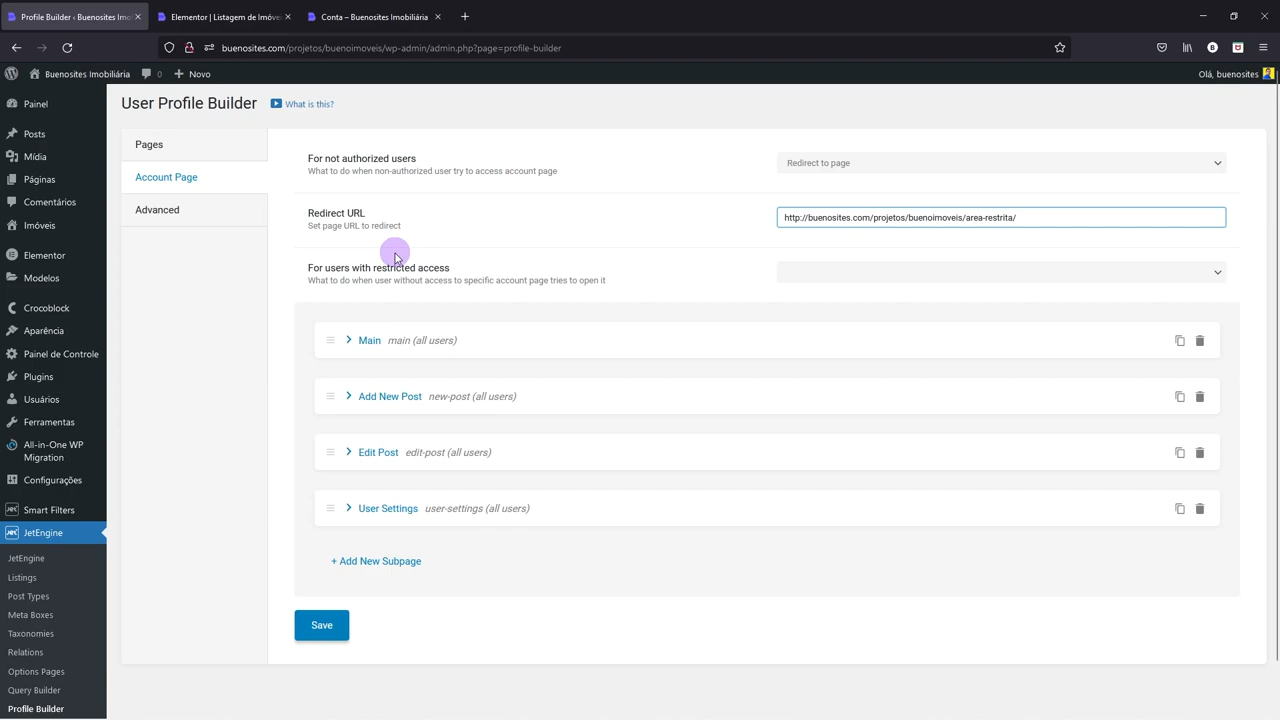 Profile Builder ‹ Buenosites Imo
Elementor | Listagem de Imóve
Conta – Buenosites Imobiliária
buenosites.com/projetos/buenoimoveis/wp-admin/admin.php?page=profile-builder
Buenosites Imobiliária
0
Novo
Olá, buenosites
Painel
Posts
Mídia
Páginas
Comentários
Imóveis
Elementor
Modelos
Crocoblock
Aparência
Painel de Controle
Plugins
Usuários
Ferramentas
All-in-One WP
Migration
Configurações
Smart Filters
JetEngine
JetEngine
Listings
Post Types
Meta Boxes
Taxonomies
Relations
Options Pages
Query Builder
Profile Builder
User Profile Builder
What is this?
Pages
Account Page
Advanced
For not authorized users
What to do when non-authorized user try to access account page
Redirect to page
Redirect URL
Set page URL to redirect
http://buenosites.com/projetos/buenoimoveis/area-restrita/
For users with restricted access
What to do when user without access to specific account page tries to open it
Main main (all users)
Add New Post new-post (all users)
Edit Post edit-post (all users)
User Settings user-settings (all users)
+ Add New Subpage
Save